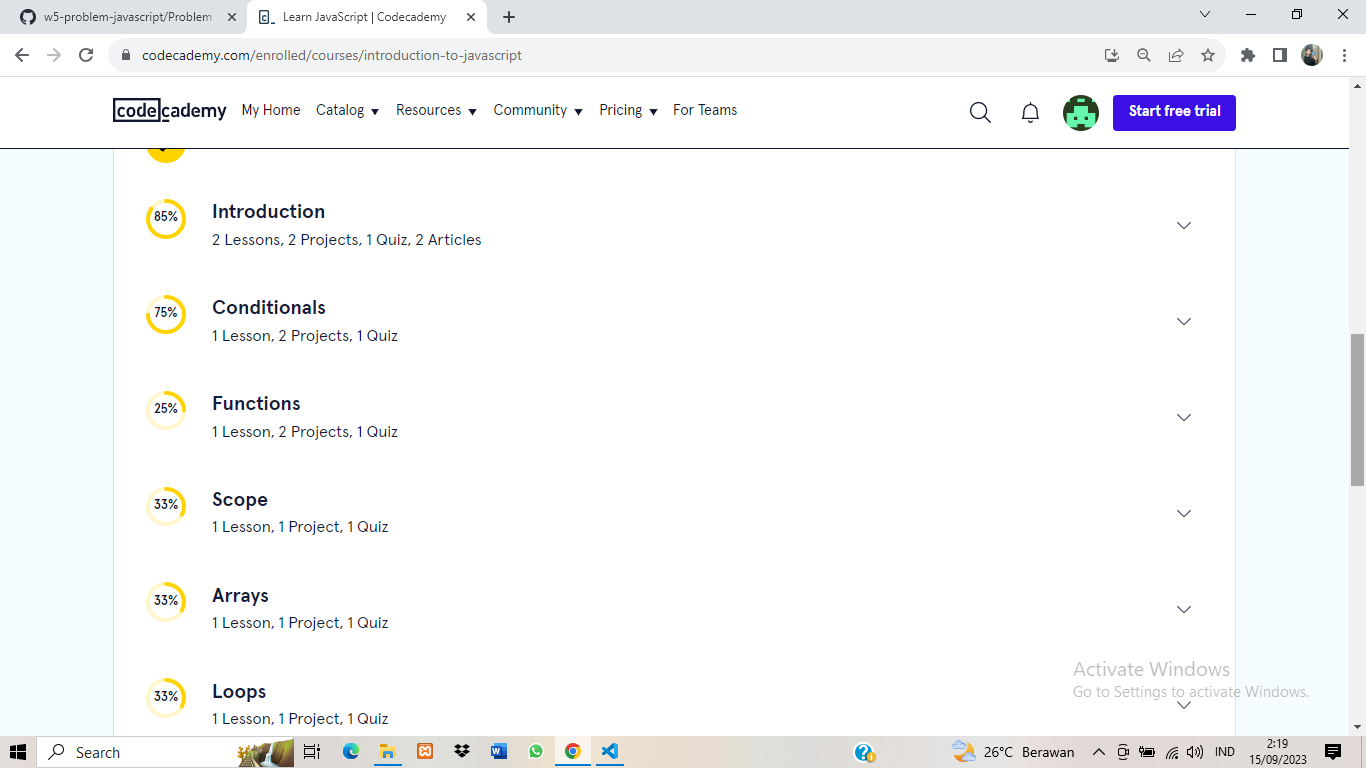 w5-problem-javascript/Problem
Learn JavaScript | Codecademy
codecademy.com/enrolled/courses/introduction-to-javascript
codecademy My Home Catalog Resources Community Pricing For Teams Start free trial
85% Introduction
2 Lessons, 2 Projects, 1 Quiz, 2 Articles
75% Conditionals
1 Lesson, 2 Projects, 1 Quiz
25% Functions
1 Lesson, 2 Projects, 1 Quiz
33% Scope
1 Lesson, 1 Project, 1 Quiz
33% Arrays
1 Lesson, 1 Project, 1 Quiz
33% Loops
1 Lesson, 1 Project, 1 Quiz
Activate Windows
Go to Settings to activate Windows.
Search
26°C Berawan
IND
2:19
15/09/2023